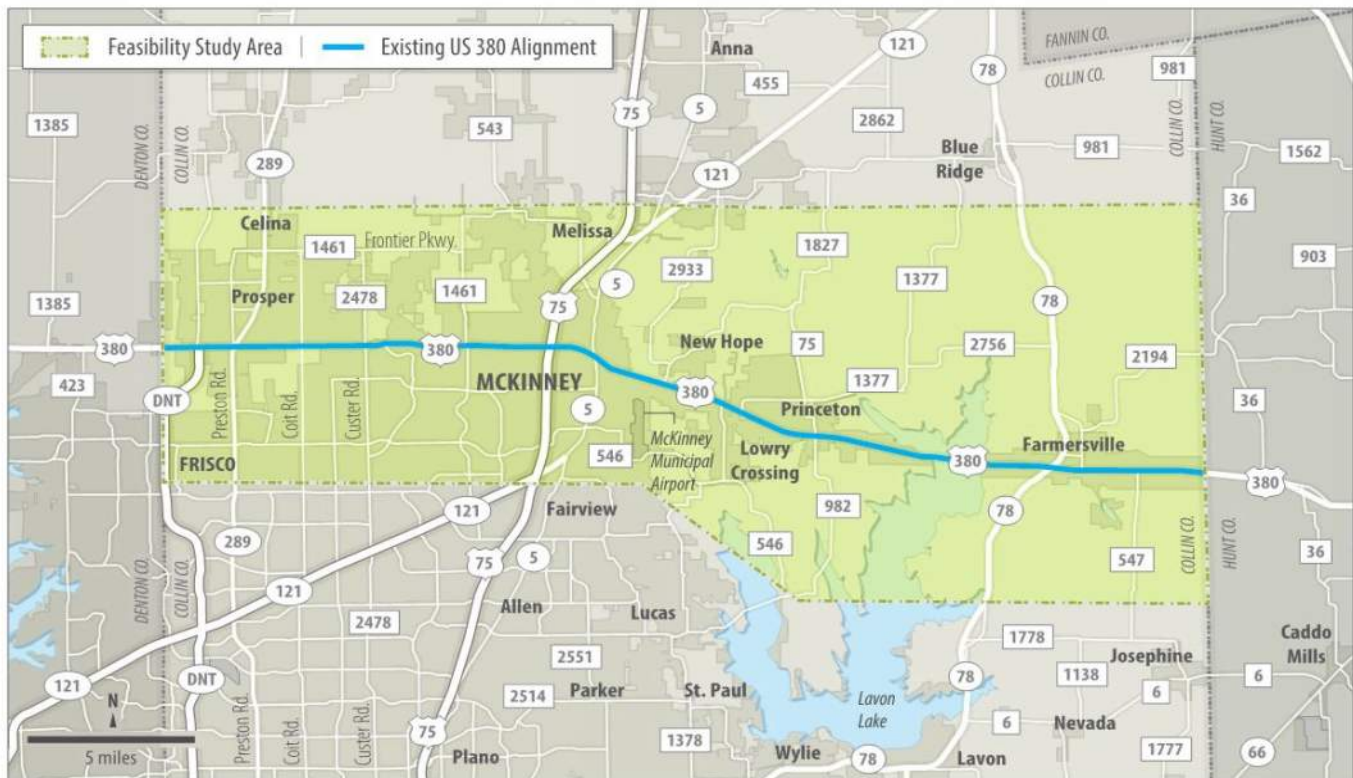 Feasibility Study Area
Existing US 380 Alignment
Anna
121
78
FANNIN CO.
COLLIN CO.
981
455
75
5
1385
543
2862
DENTON CO.
COLLIN CO.
289
Blue
Ridge
981
COLLIN CO.
HUNT CO.
1562
121
36
Celina
Melissa
1461
Frontier Pkwy.
1827
903
2933
1377
Prosper
2478
1461
5
75
78
1385
380
380
New Hope
75
2756
2194
423
MCKINNEY
1377
DNT
Preston Rd.
Coit Rd.
Custer Rd.
380
5
Princeton
36
FRISCO
546
McKinney
Municipal
Airport
Lowry
Crossing
380
Farmersville
380
121
Fairview
982
78
289
75
5
546
547
COLLIN CO.
HUNT CO.
36
DENTON CO.
COLLIN CO.
121
Allen
Lucas
2478
1778
Caddo
Mills
2551
Josephine
121
DNT
N
5 miles
Preston Rd.
Coit Rd.
Custer Rd.
2514
Parker
St. Paul
Lavon
Lake
78
1138
6
6
75
6
Nevada
Plano
1378
Wylie
78
Lavon
1777
66